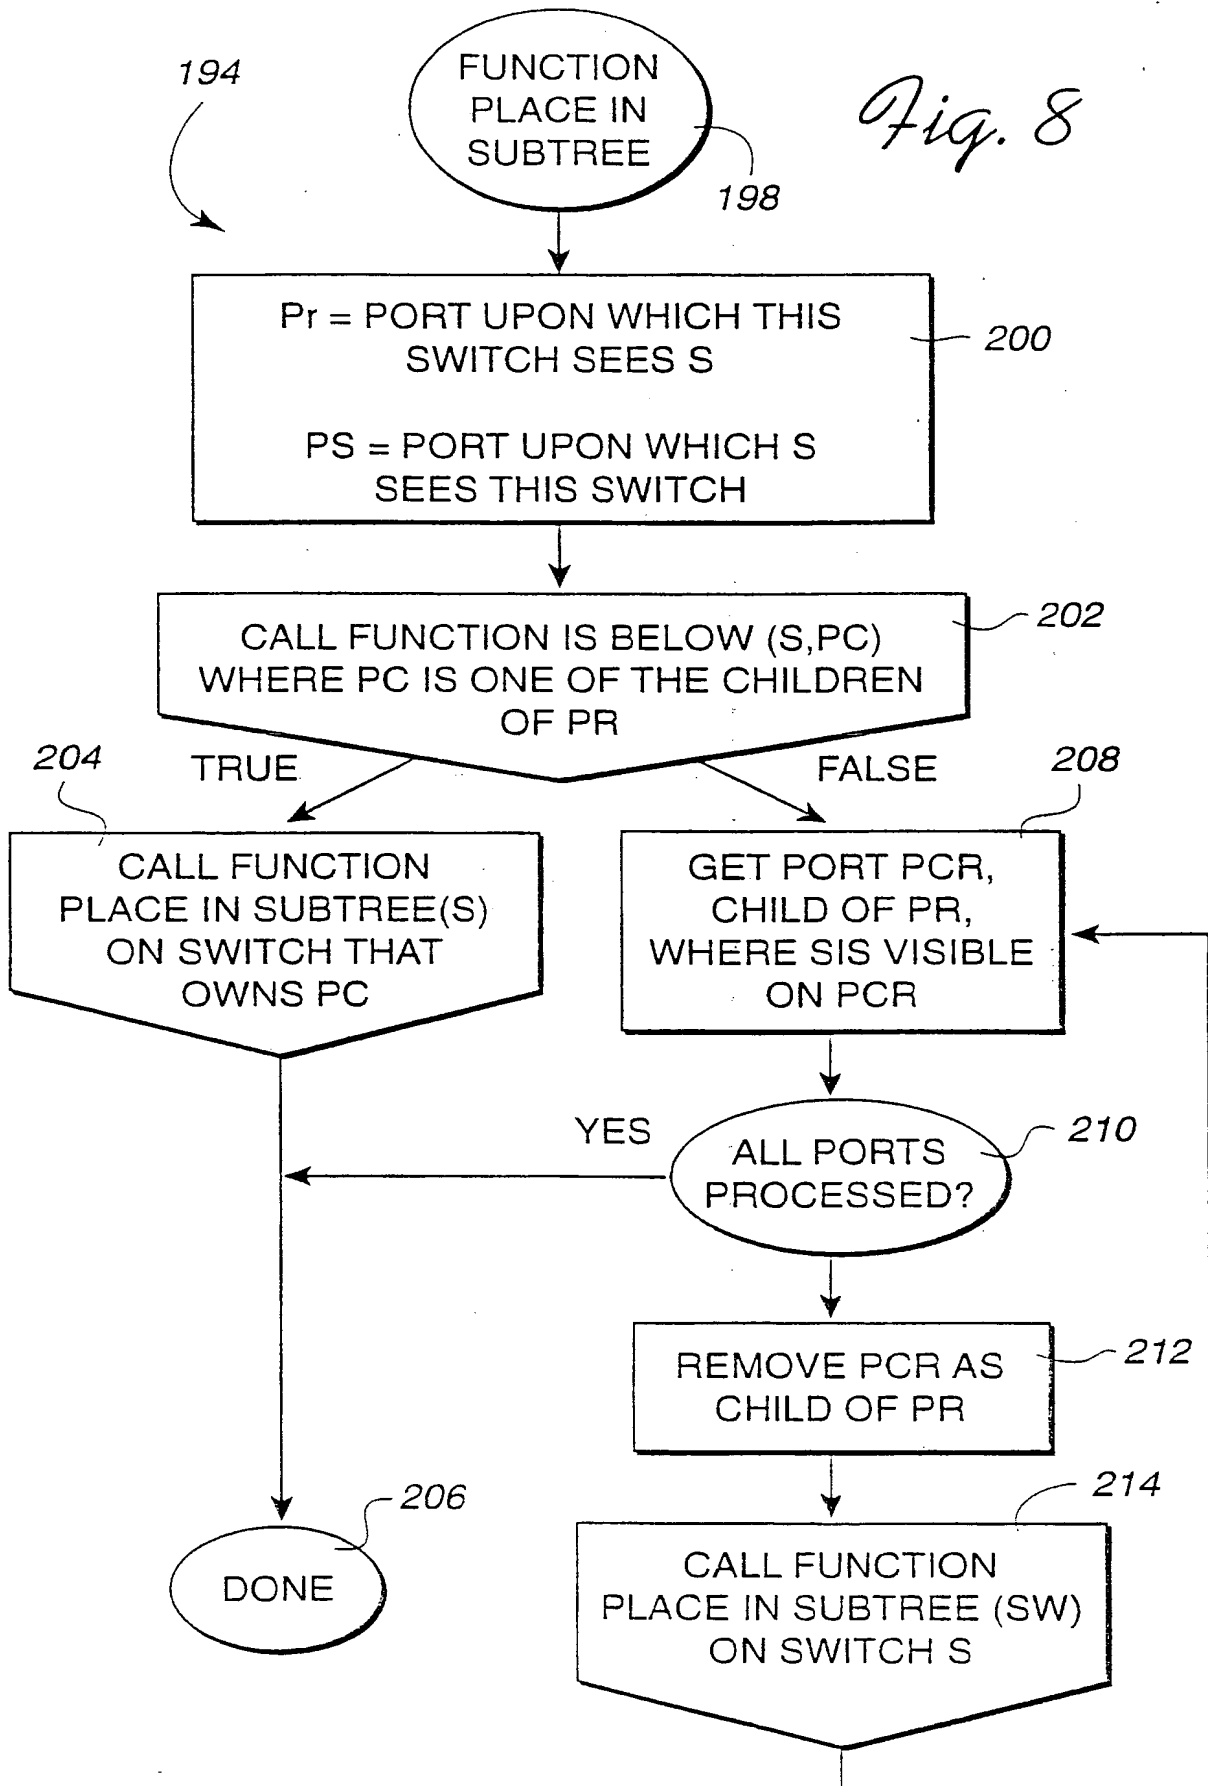 194
FUNCTION
PLACE IN
SUBTREE
198
Fig. 8
Pr = PORT UPON WHICH THIS
SWITCH SEES S
PS = PORT UPON WHICH S
SEES THIS SWITCH
200
CALL FUNCTION IS BELOW (S,PC)
WHERE PC IS ONE OF THE CHILDREN
OF PR
202
TRUE
FALSE
204
CALL FUNCTION
PLACE IN SUBTREE(S)
ON SWITCH THAT
OWNS PC
208
GET PORT PCR,
CHILD OF PR,
WHERE SIS VISIBLE
ON PCR
YES
ALL PORTS
PROCESSED?
210
REMOVE PCR AS
CHILD OF PR
212
206
DONE
214
CALL FUNCTION
PLACE IN SUBTREE (SW)
ON SWITCH S